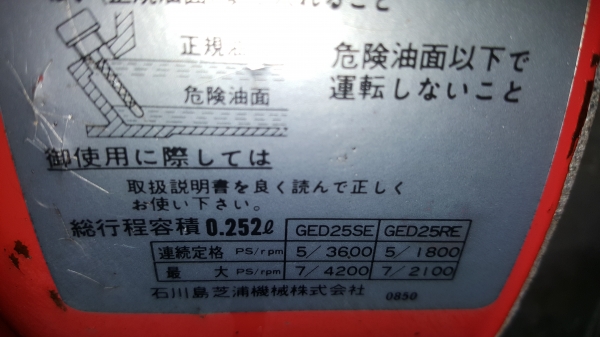 正規
危険油面
危険油面以下で
運転しないこと
御使用に際しては
取扱説明書を良く読んで正しく
お使い下さい。
総行程容積 0.252ℓ GED25SE GED25RE
連続定格 PS/rpm 5/3600 5/1800
最大 PS/rpm 7/4200 7/2100
石川島芝浦機械株式会社 0850